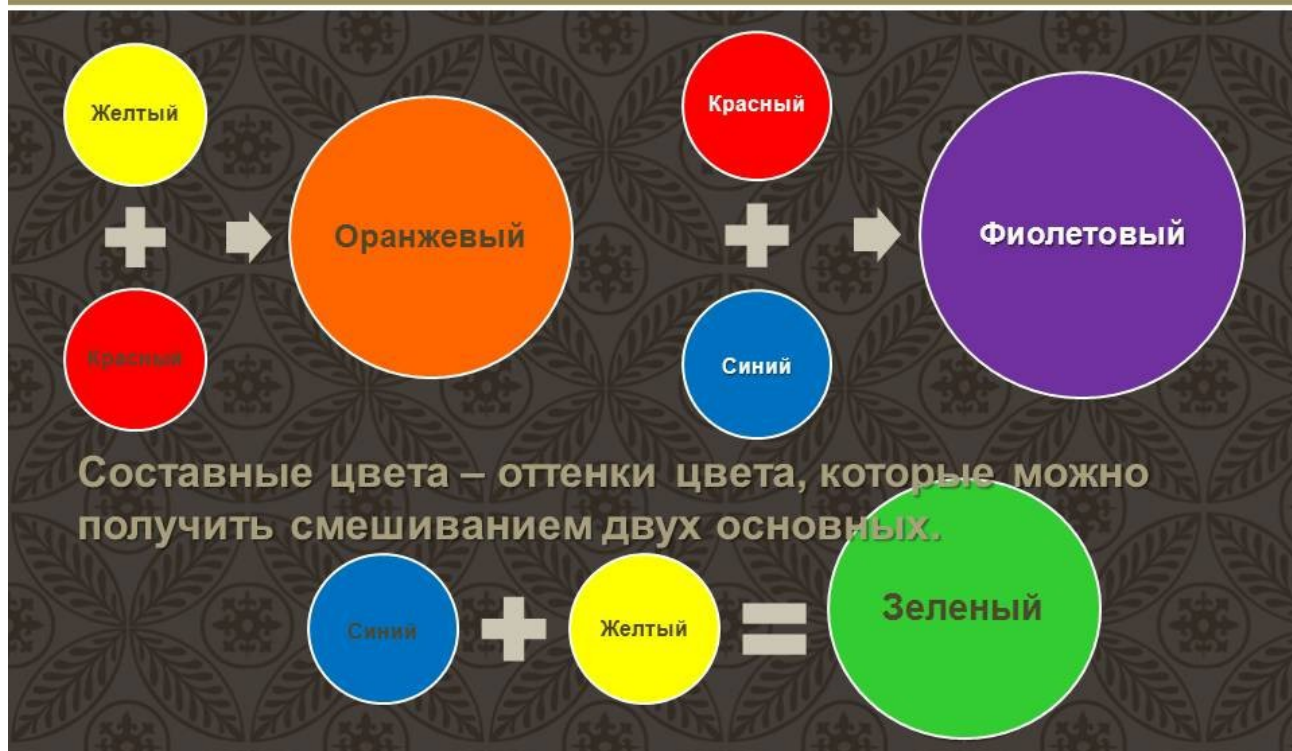 Желтый
Красный
Оранжевый
Красный
Синий
Фиолетовый
Составные цвета – оттенки цвета, которые можно
получить смешиванием двух основных.
Синий
Желтый
Зеленый